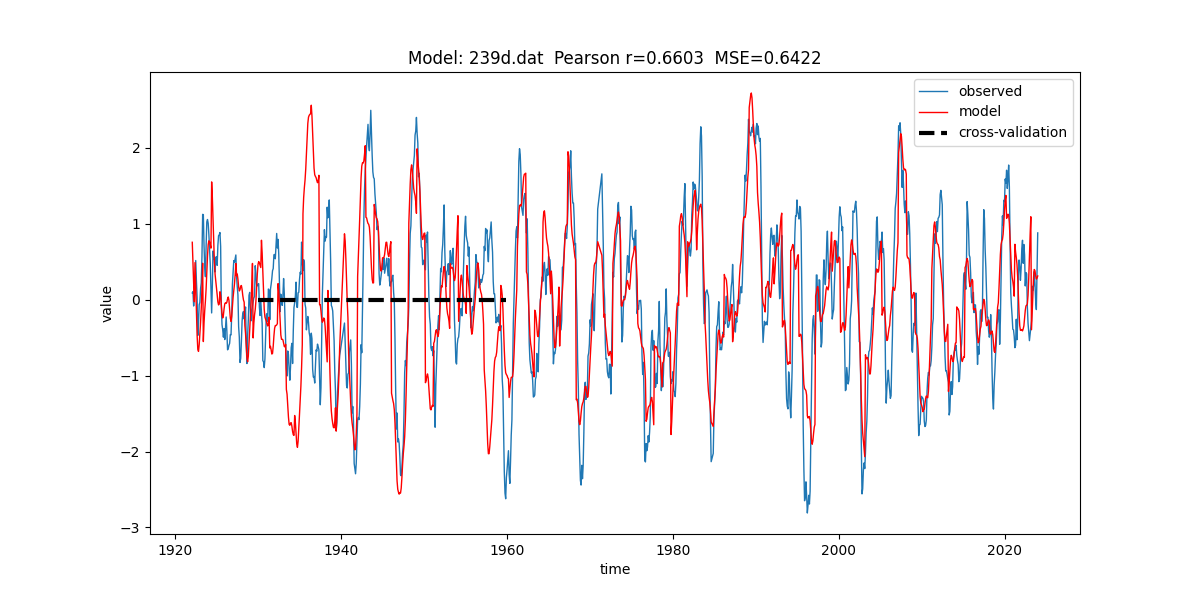 Model: 239d.dat  Pearson r=0.6603  MSE=0.6422
observed
model
cross-validation
value
2
1
0
−1
−2
−3
1920
1940
1960
1980
2000
2020
time